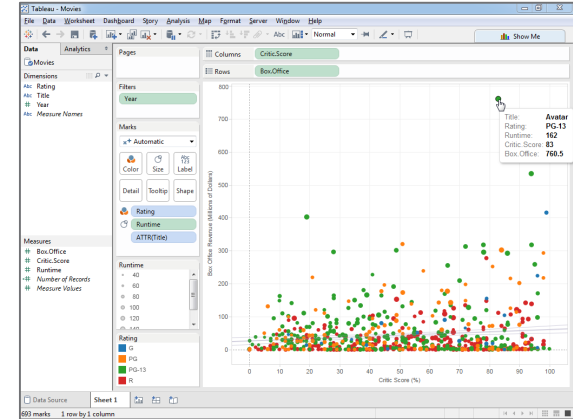 Tableau - Movies
File Data Worksheet Dashboard Story Analysis Map Format Server Window Help
Abc Normal
Show Me
Data Analytics
Movies
Dimensions
Abc Rating
Abc Title
# Year
Abc Measure Names
Measures
# Box.Office
# Critic.Score
# Runtime
# Number of Records
# Measure Values
Pages
Filters
Year
Marks
Automatic
Color Size Label
Detail Tooltip Shape
Rating
Runtime
ATTR(Title)
Runtime
40
60
80
100
120
140
Rating
G
PG
PG-13
R
Columns Critic.Score
Rows Box.Office
Box Office Revenue (Millions of Dollars)
800
700
600
500
400
300
200
100
0
0 10 20 30 40 50 60 70 80 90 100
Critic Score (%)
Title: Avatar
Rating: PG-13
Runtime: 162
Critic Score: 83
Box.Office: 760.5
Data Source Sheet 1
693 marks 1 row by 1 column